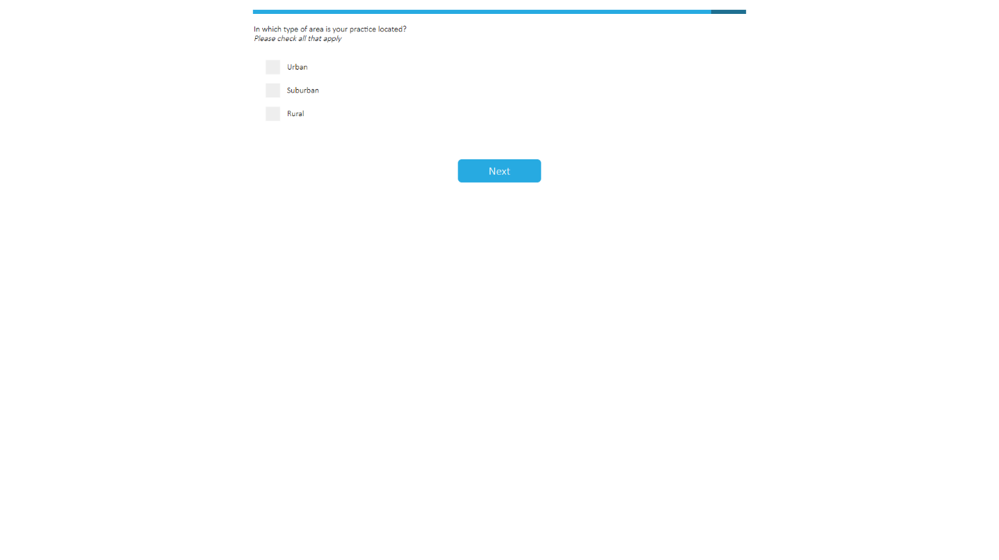 In which type of area is your practice located?
Please check all that apply
Urban
Suburban
Rural
Next